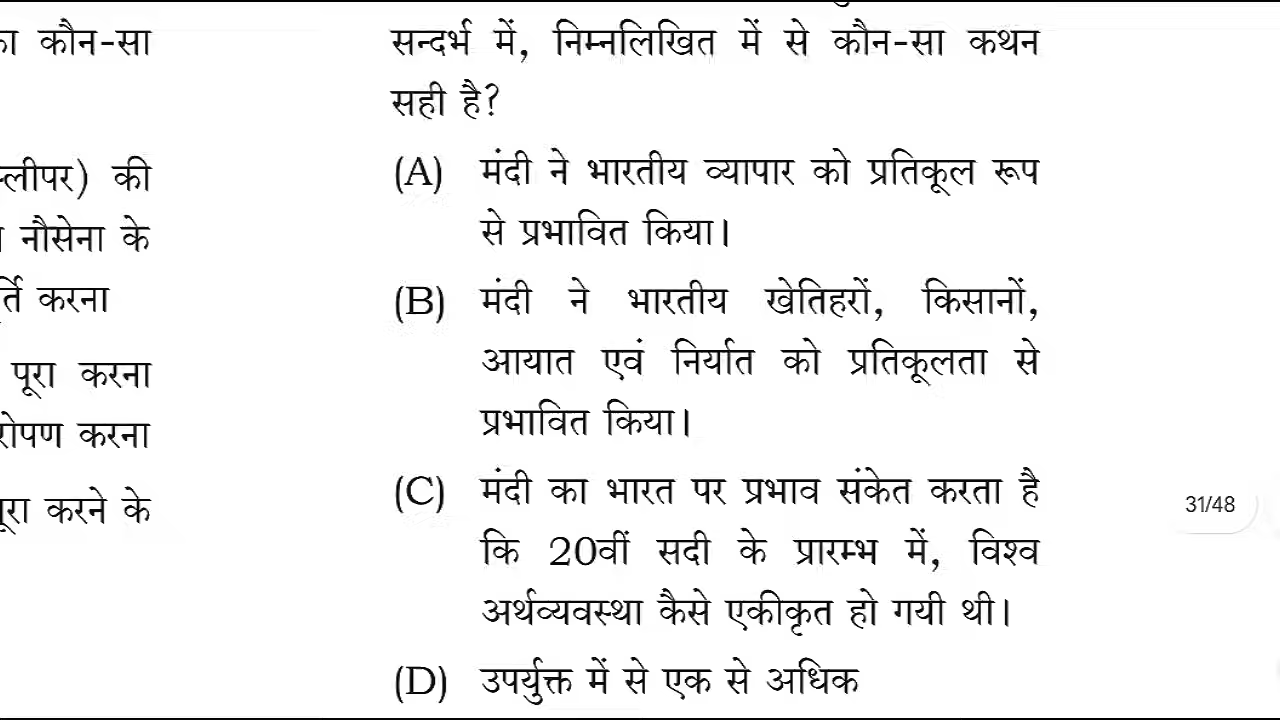 का कौन-सा
प्लीपर) की
नौसेना के
र्ति करना
पूरा करना
रोपण करना
पूरा करने के
सन्दर्भ में, निम्नलिखित में से कौन-सा कथन
सही है?
(A) मंदी ने भारतीय व्यापार को प्रतिकूल रूप
से प्रभावित किया।
(B) मंदी ने भारतीय खेतिहरों, किसानों,
आयात एवं निर्यात को प्रतिकूलता से
प्रभावित किया।
(C) मंदी का भारत पर प्रभाव संकेत करता है
कि 20वीं सदी के प्रारम्भ में, विश्व
अर्थव्यवस्था कैसे एकीकृत हो गयी थी।
(D) उपर्युक्त में से एक से अधिक
31/48